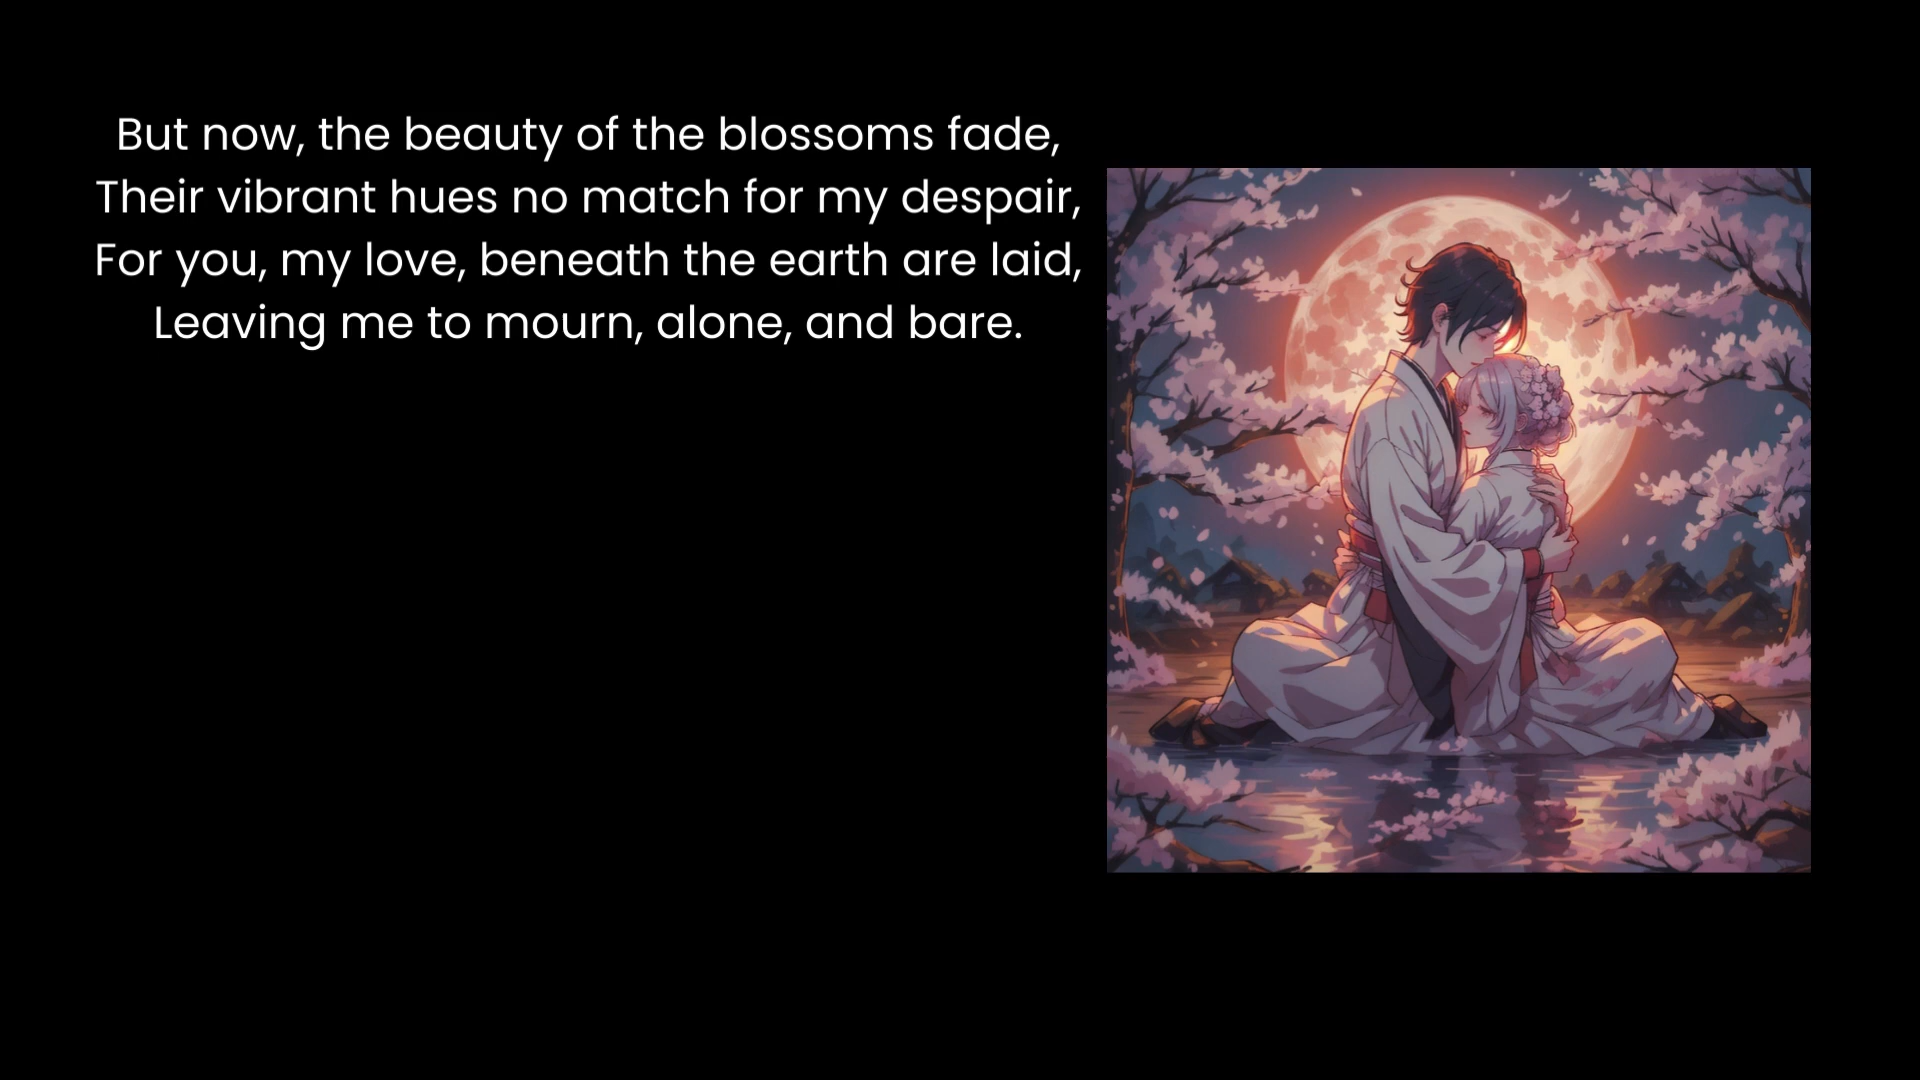 But now, the beauty of the blossoms fade,
Their vibrant hues no match for my despair,
For you, my love, beneath the earth are laid,
Leaving me to mourn, alone, and bare.